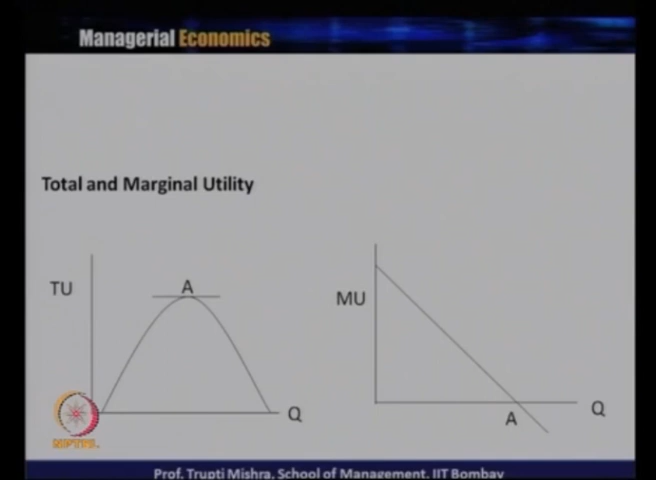 Managerial Economics
Total and Marginal Utility
TU
A
Q
MU
A
Q
NPTEL
Prof. Trupti Mishra, School of Management, IIT Bombay